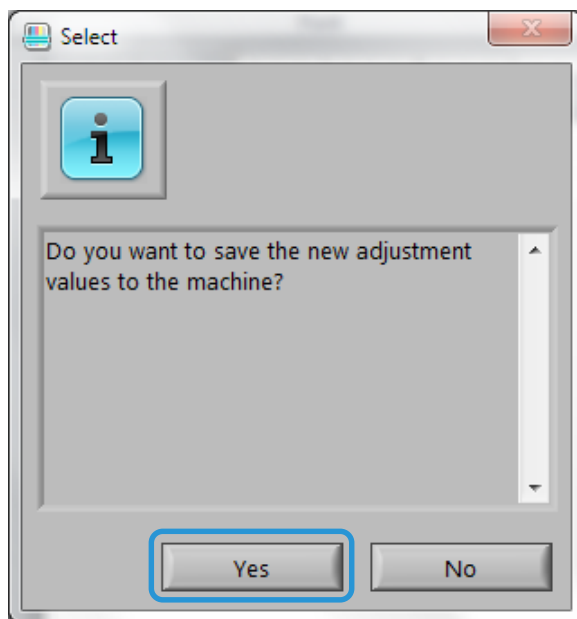 Select
Do you want to save the new adjustment
values to the machine?
Yes
No